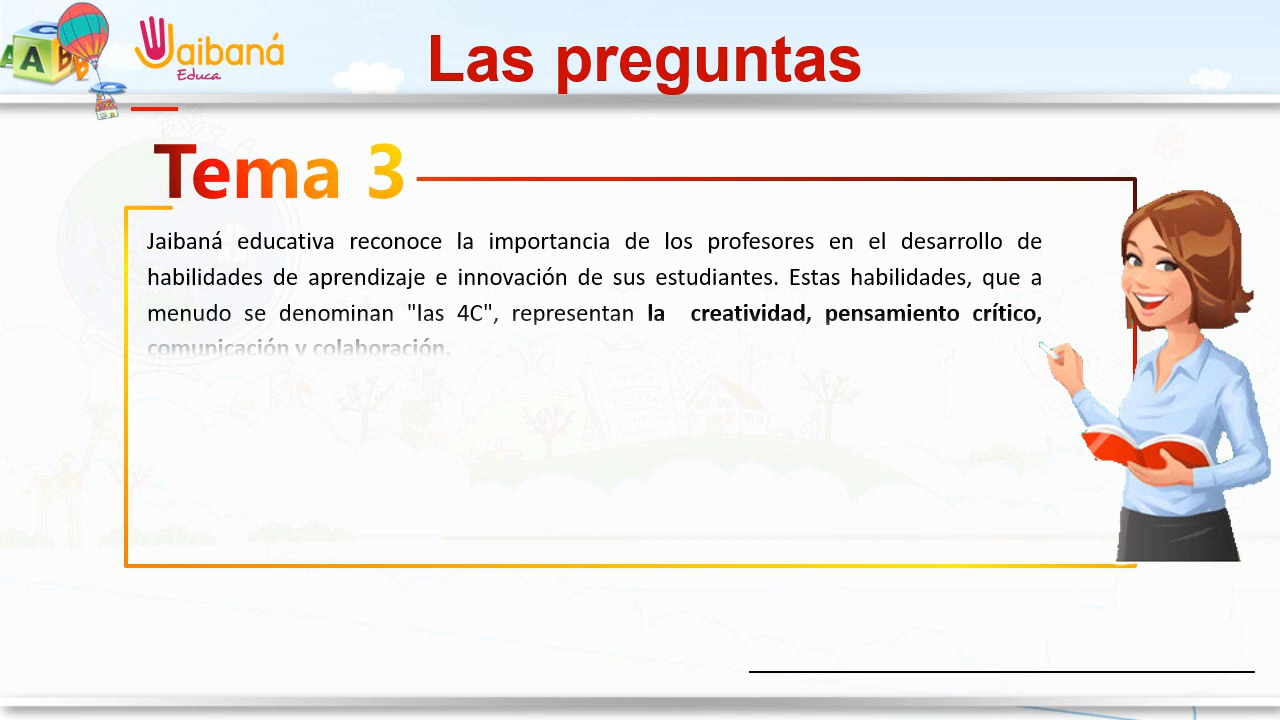 Jaibaná
Educa
Las preguntas
Tema 3
Jaibaná educativa reconoce la importancia de los profesores en el desarrollo de
habilidades de aprendizaje e innovación de sus estudiantes. Estas habilidades, que a
menudo se denominan "las 4C", representan la creatividad, pensamiento crítico,
comunicación y colaboración.